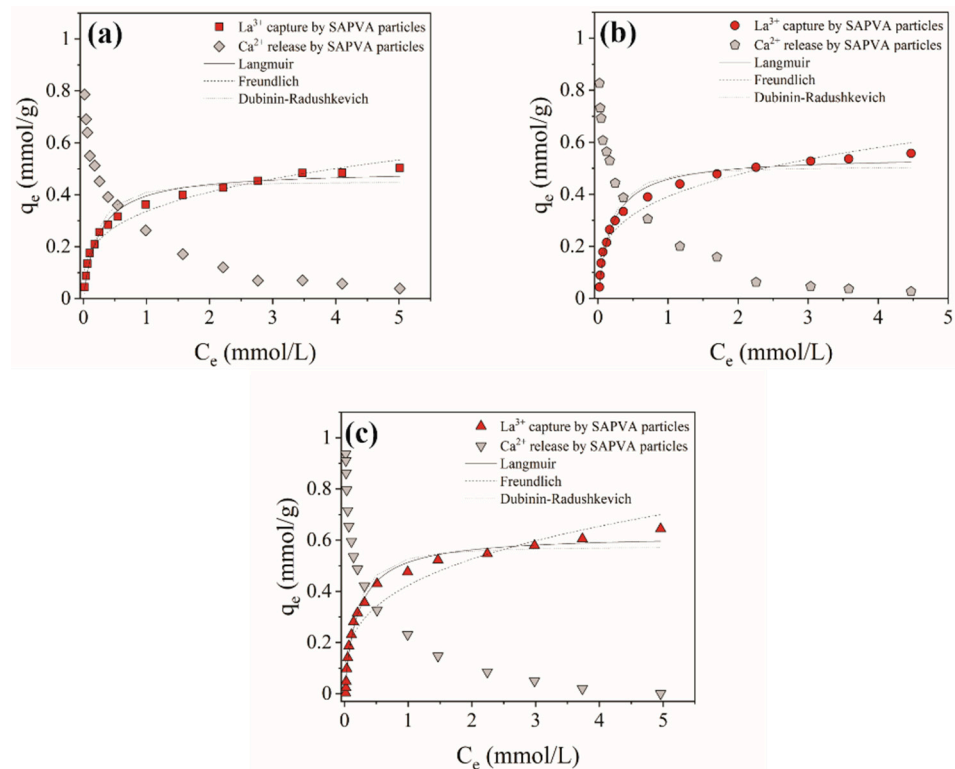 (a)
La³⁺ capture by SAPVA particles
Ca²⁺ release by SAPVA particles
Langmuir
Freundlich
Dubinin-Radushkevich
1
0.8
0.6
0.4
0.2
0
qₑ (mmol/g)
0 1 2 3 4 5
Cₑ (mmol/L)
(b)
La³⁺ capture by SAPVA particles
Ca²⁺ release by SAPVA particles
Langmuir
Freundlich
Dubinin-Radushkevich
1
0.8
0.6
0.4
0.2
0
qₑ (mmol/g)
0 1 2 3 4 5
Cₑ (mmol/L)
(c)
La³⁺ capture by SAPVA particles
Ca²⁺ release by SAPVA particles
Langmuir
Freundlich
Dubinin-Radushkevich
1
0.8
0.6
0.4
0.2
0
qₑ (mmol/g)
0 1 2 3 4 5
Cₑ (mmol/L)